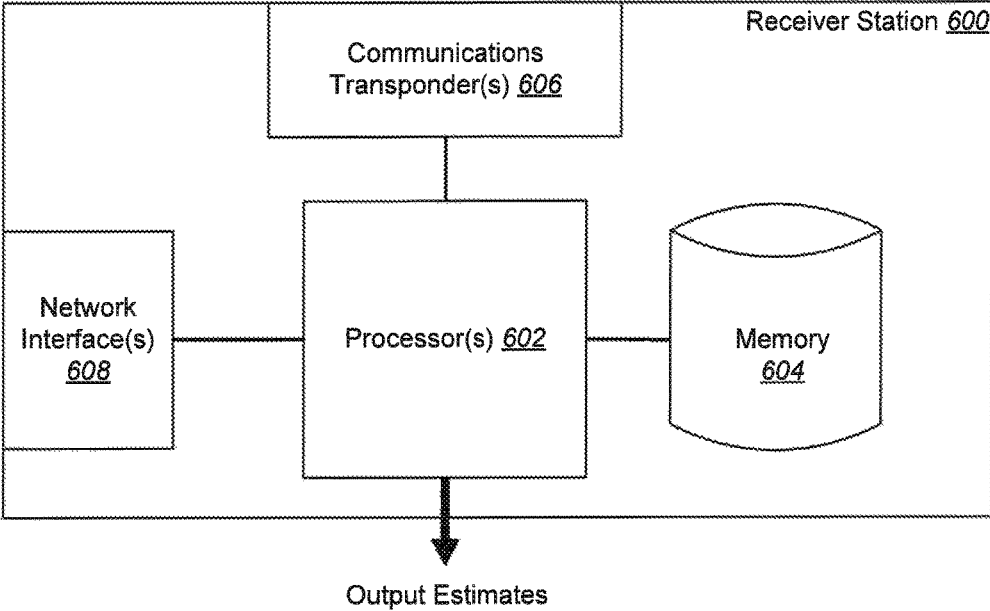 Receiver Station 600
Communications
Transponder(s) 606
Network
Interface(s)
608
Processor(s) 602
Memory
604
Output Estimates